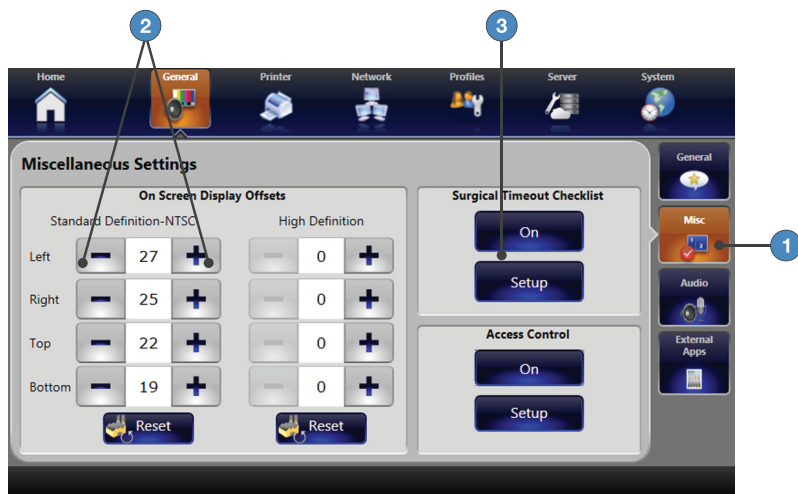 2 3
Home General Printer Network Profiles Server System
Miscellaneous Settings
General
On Screen Display Offsets
Surgical Timeout Checklist
Standard Definition-NTSC High Definition
On
Misc
1
Left 27 0
Setup
Audio
Right 25 0
Top 22 0
Access Control
External
Apps
On
Bottom 19 0
Setup
Reset Reset